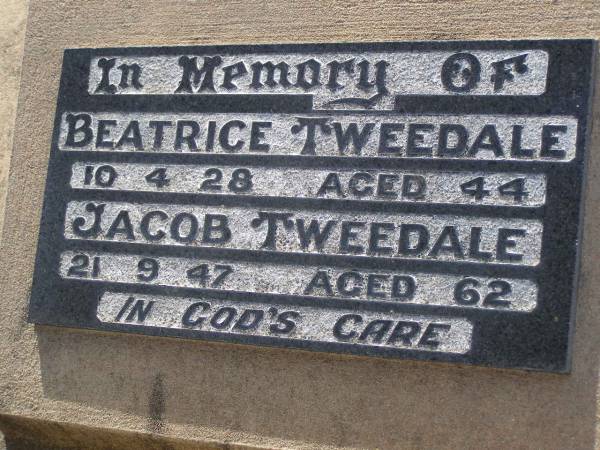 In Memory Of
BEATRICE TWEEDALE
10 4 28 AGED 44
JACOB TWEEDALE
21 9 47 AGED 62
IN GOD'S CARE